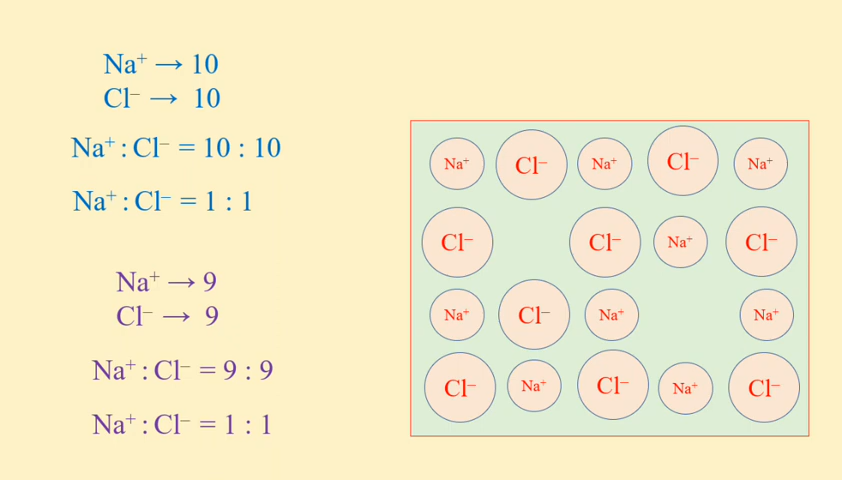 Na⁺ → 10
Cl⁻ → 10
Na⁺ : Cl⁻ = 10 : 10
Na⁺ : Cl⁻ = 1 : 1
Na⁺ → 9
Cl⁻ → 9
Na⁺ : Cl⁻ = 9 : 9
Na⁺ : Cl⁻ = 1 : 1
Na⁺ Cl⁻ Na⁺ Cl⁻ Na⁺
Cl⁻ Cl⁻ Na⁺ Cl⁻
Na⁺ Cl⁻ Na⁺ Na⁺
Cl⁻ Na⁺ Cl⁻ Na⁺ Cl⁻